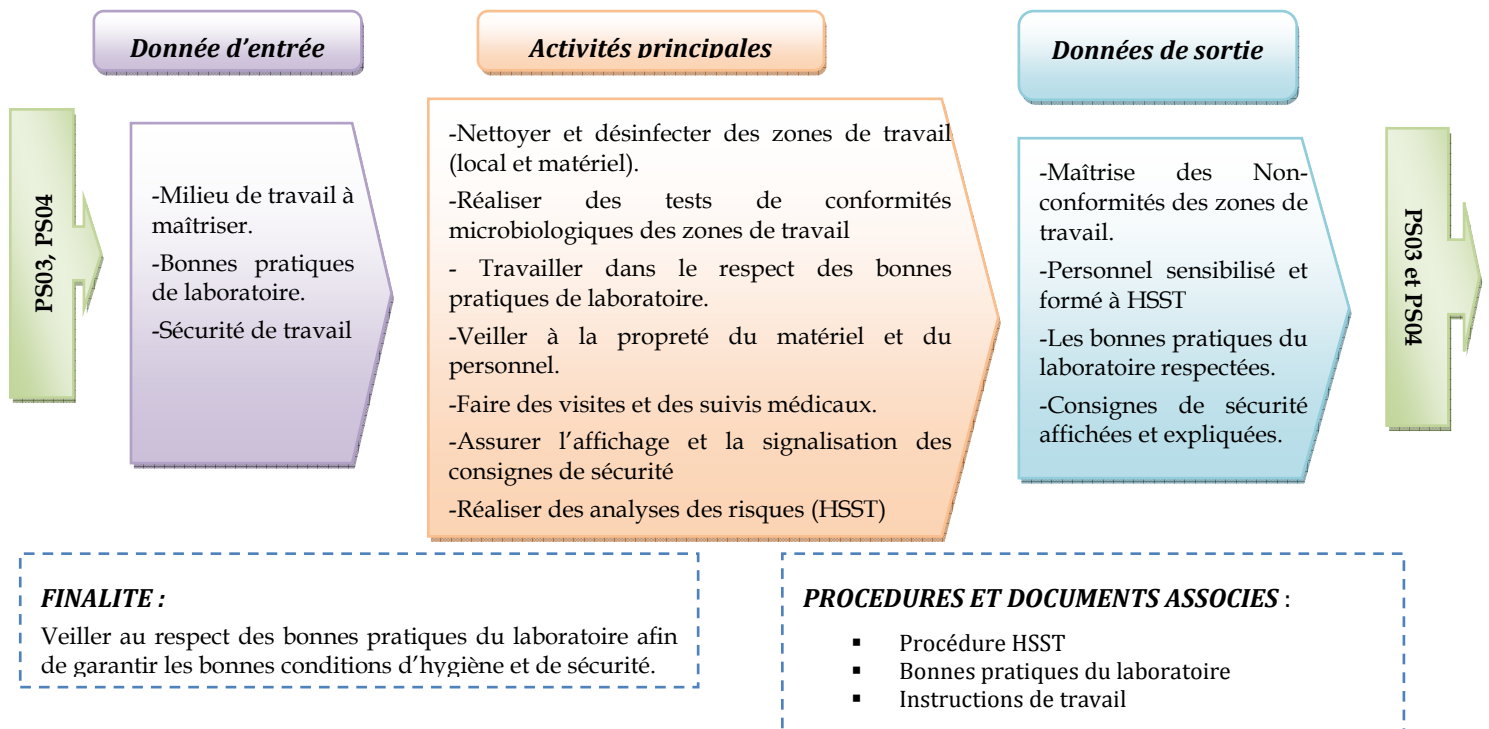 Donnée d'entrée
Activités principales
Données de sortie
PS03, PS04
-Milieu de travail à
maîtriser.
-Bonnes pratiques
de laboratoire.
-Sécurité de travail
-Nettoyer et désinfecter des zones de travail
(local et matériel).
-Réaliser des tests de conformités
microbiologiques des zones de travail
- Travailler dans le respect des bonnes
pratiques de laboratoire.
-Veiller à la propreté du matériel et du
personnel.
-Faire des visites et des suivis médicaux.
-Assurer l'affichage et la signalisation des
consignes de sécurité
-Réaliser des analyses des risques (HSST)
-Maîtrise des Non-
conformités des zones de
travail.
-Personnel sensibilisé et
formé à HSST
-Les bonnes pratiques du
laboratoire respectées.
-Consignes de sécurité
affichées et expliquées.
PS03 et PS04
FINALITE :
Veiller au respect des bonnes pratiques du laboratoire afin
de garantir les bonnes conditions d'hygiène et de sécurité.
PROCEDURES ET DOCUMENTS ASSOCIES :
▪ Procédure HSST
▪ Bonnes pratiques du laboratoire
▪ Instructions de travail